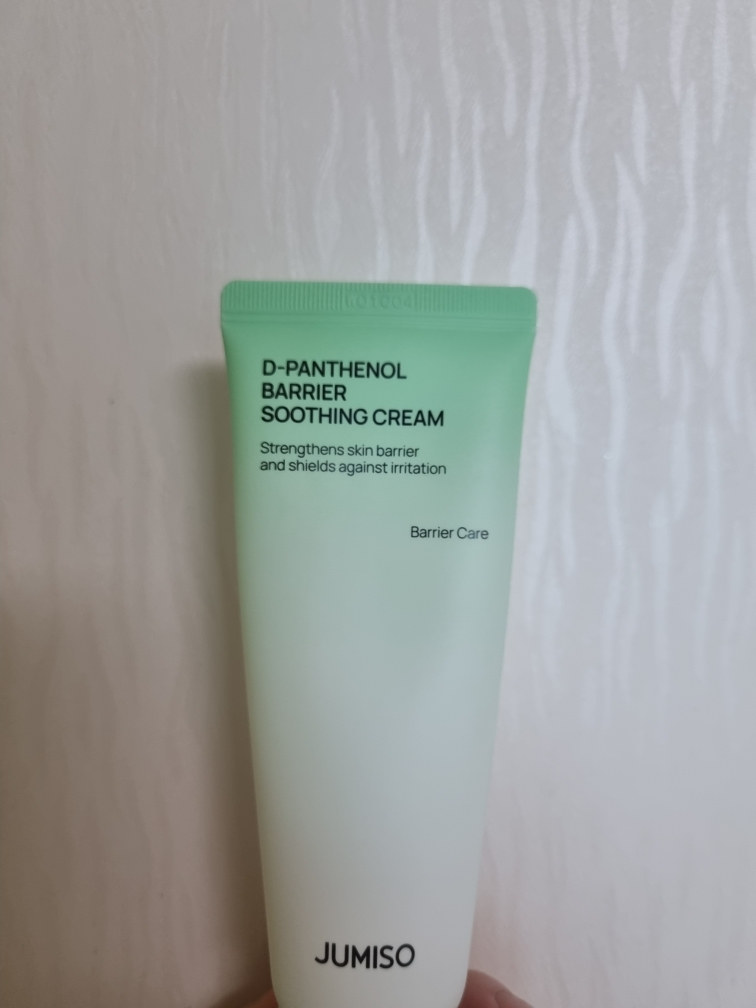 D-PANTHENOL
BARRIER
SOOTHING CREAM
Strengthens skin barrier
and shields against irritation
Barrier Care
JUMISO